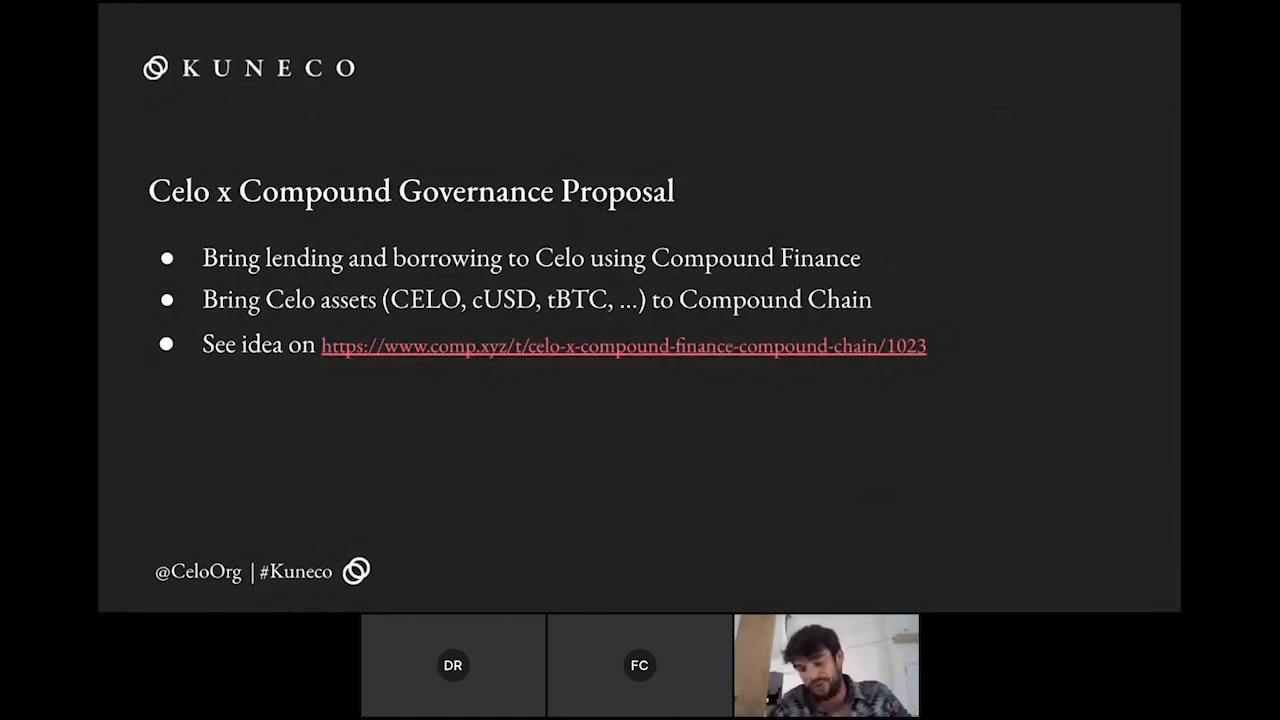 KUNECO
Celo x Compound Governance Proposal
● Bring lending and borrowing to Celo using Compound Finance
● Bring Celo assets (CELO, cUSD, tBTC, ...) to Compound Chain
● See idea on https://www.comp.xyz/t/celo-x-compound-finance-compound-chain/1023
@CeloOrg | #Kuneco
DR
FC